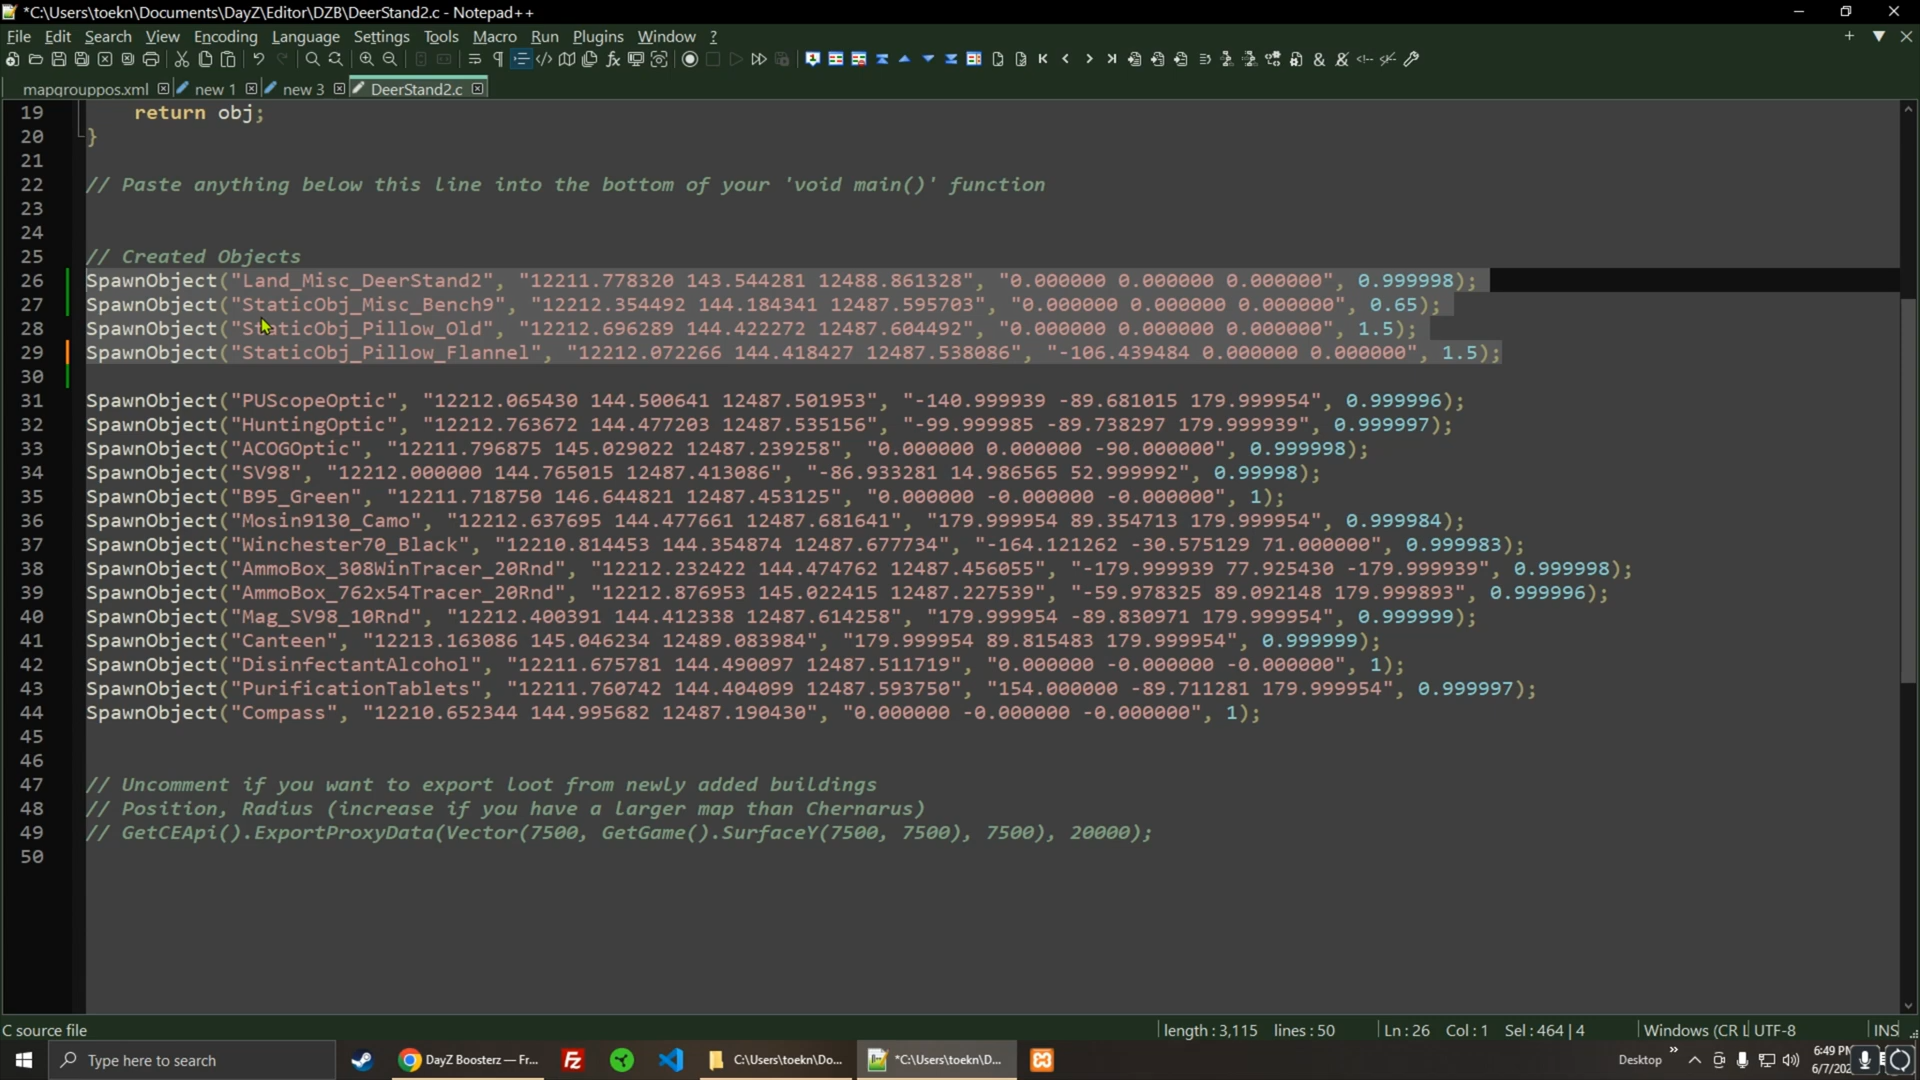 *C:\Users\toekn\Documents\DayZ\Editor\DZB\DeerStand2.c - Notepad++
File Edit Search View Encoding Language Settings Tools Macro Run Plugins Window ?
mapgrouppos.xml new 1 new 3 DeerStand2.c
19 return obj;
20 }
21
22 // Paste anything below this line into the bottom of your 'void main()' function
23
24
25 // Created Objects
26 SpawnObject("Land_Misc_DeerStand2", "12211.778320 143.544281 12488.861328", "0.000000 0.000000 0.000000", 0.999998);
27 SpawnObject("StaticObj_Misc_Bench9", "12212.354492 144.184341 12487.595703", "0.000000 0.000000 0.000000", 0.65);
28 SpawnObject("StaticObj_Pillow_Old", "12212.696289 144.422272 12487.604492", "0.000000 0.000000 0.000000", 1.5);
29 SpawnObject("StaticObj_Pillow_Flannel", "12212.072266 144.418427 12487.538086", "-106.439484 0.000000 0.000000", 1.5);
30
31 SpawnObject("PUScopeOptic", "12212.065430 144.500641 12487.501953", "-140.999939 -89.681015 179.999954", 0.999996);
32 SpawnObject("HuntingOptic", "12212.763672 144.477203 12487.535156", "-99.999985 -89.738297 179.999939", 0.999997);
33 SpawnObject("ACOGOptic", "12211.796875 145.029022 12487.239258", "0.000000 0.000000 -90.000000", 0.999998);
34 SpawnObject("SV98", "12212.000000 144.765015 12487.413086", "-86.933281 14.986565 52.999992", 0.99998);
35 SpawnObject("B95_Green", "12211.718750 146.644821 12487.453125", "0.000000 -0.000000 -0.000000", 1);
36 SpawnObject("Mosin9130_Camo", "12212.637695 144.477661 12487.681641", "179.999954 89.354713 179.999954", 0.999984);
37 SpawnObject("Winchester70_Black", "12210.814453 144.354874 12487.677734", "-164.121262 -30.575129 71.000000", 0.999983);
38 SpawnObject("AmmoBox_308WinTracer_20Rnd", "12212.232422 144.474762 12487.456055", "-179.999939 77.925430 -179.999939", 0.999998);
39 SpawnObject("AmmoBox_762x54Tracer_20Rnd", "12212.876953 145.022415 12487.227539", "-59.978325 89.092148 179.999893", 0.999996);
40 SpawnObject("Mag_SV98_10Rnd", "12212.400391 144.412338 12487.614258", "179.999954 -89.830971 179.999954", 0.999999);
41 SpawnObject("Canteen", "12213.163086 145.046234 12489.083984", "179.999954 89.815483 179.999954", 0.999999);
42 SpawnObject("DisinfectantAlcohol", "12211.675781 144.490097 12487.511719", "0.000000 -0.000000 -0.000000", 1);
43 SpawnObject("PurificationTablets", "12211.760742 144.404099 12487.593750", "154.000000 -89.711281 179.999954", 0.999997);
44 SpawnObject("Compass", "12210.652344 144.995682 12487.190430", "0.000000 -0.000000 -0.000000", 1);
45
46
47 // Uncomment if you want to export loot from newly added buildings
48 // Position, Radius (increase if you have a larger map than Chernarus)
49 // GetCEApi().ExportProxyData(Vector(7500, GetGame().SurfaceY(7500, 7500), 7500), 20000);
50
C source file length : 3,115 lines : 50 Ln : 26 Col : 1 Sel : 464 | 4 Windows (CR L UTF-8 INS
Type here to search DayZ Boosterz — Fr... C:\Users\toekn\Do... *C:\Users\toekn\D... Desktop 6:49